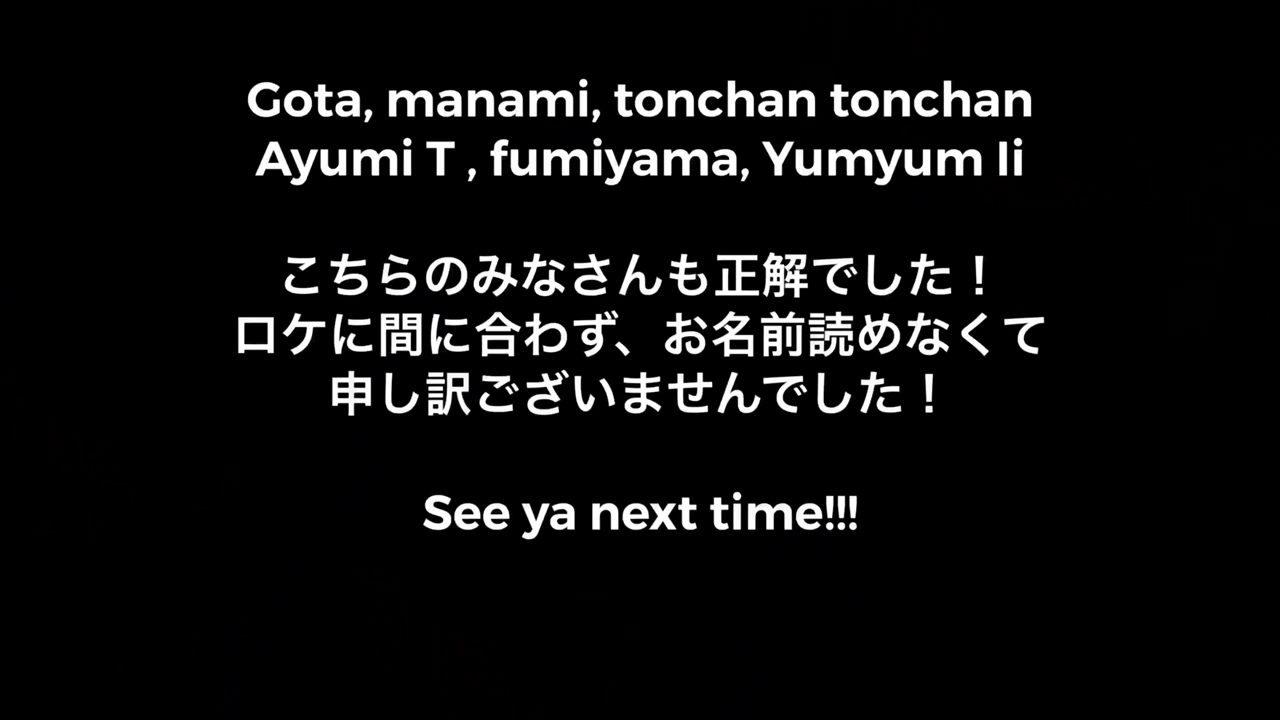 Gota, manami, tonchan tonchan
Ayumi T , fumiyama, Yumyum Ii
こちらのみなさんも正解でした！
ロケに間に合わず、お名前読めなくて
申し訳ございませんでした！
See ya next time!!!